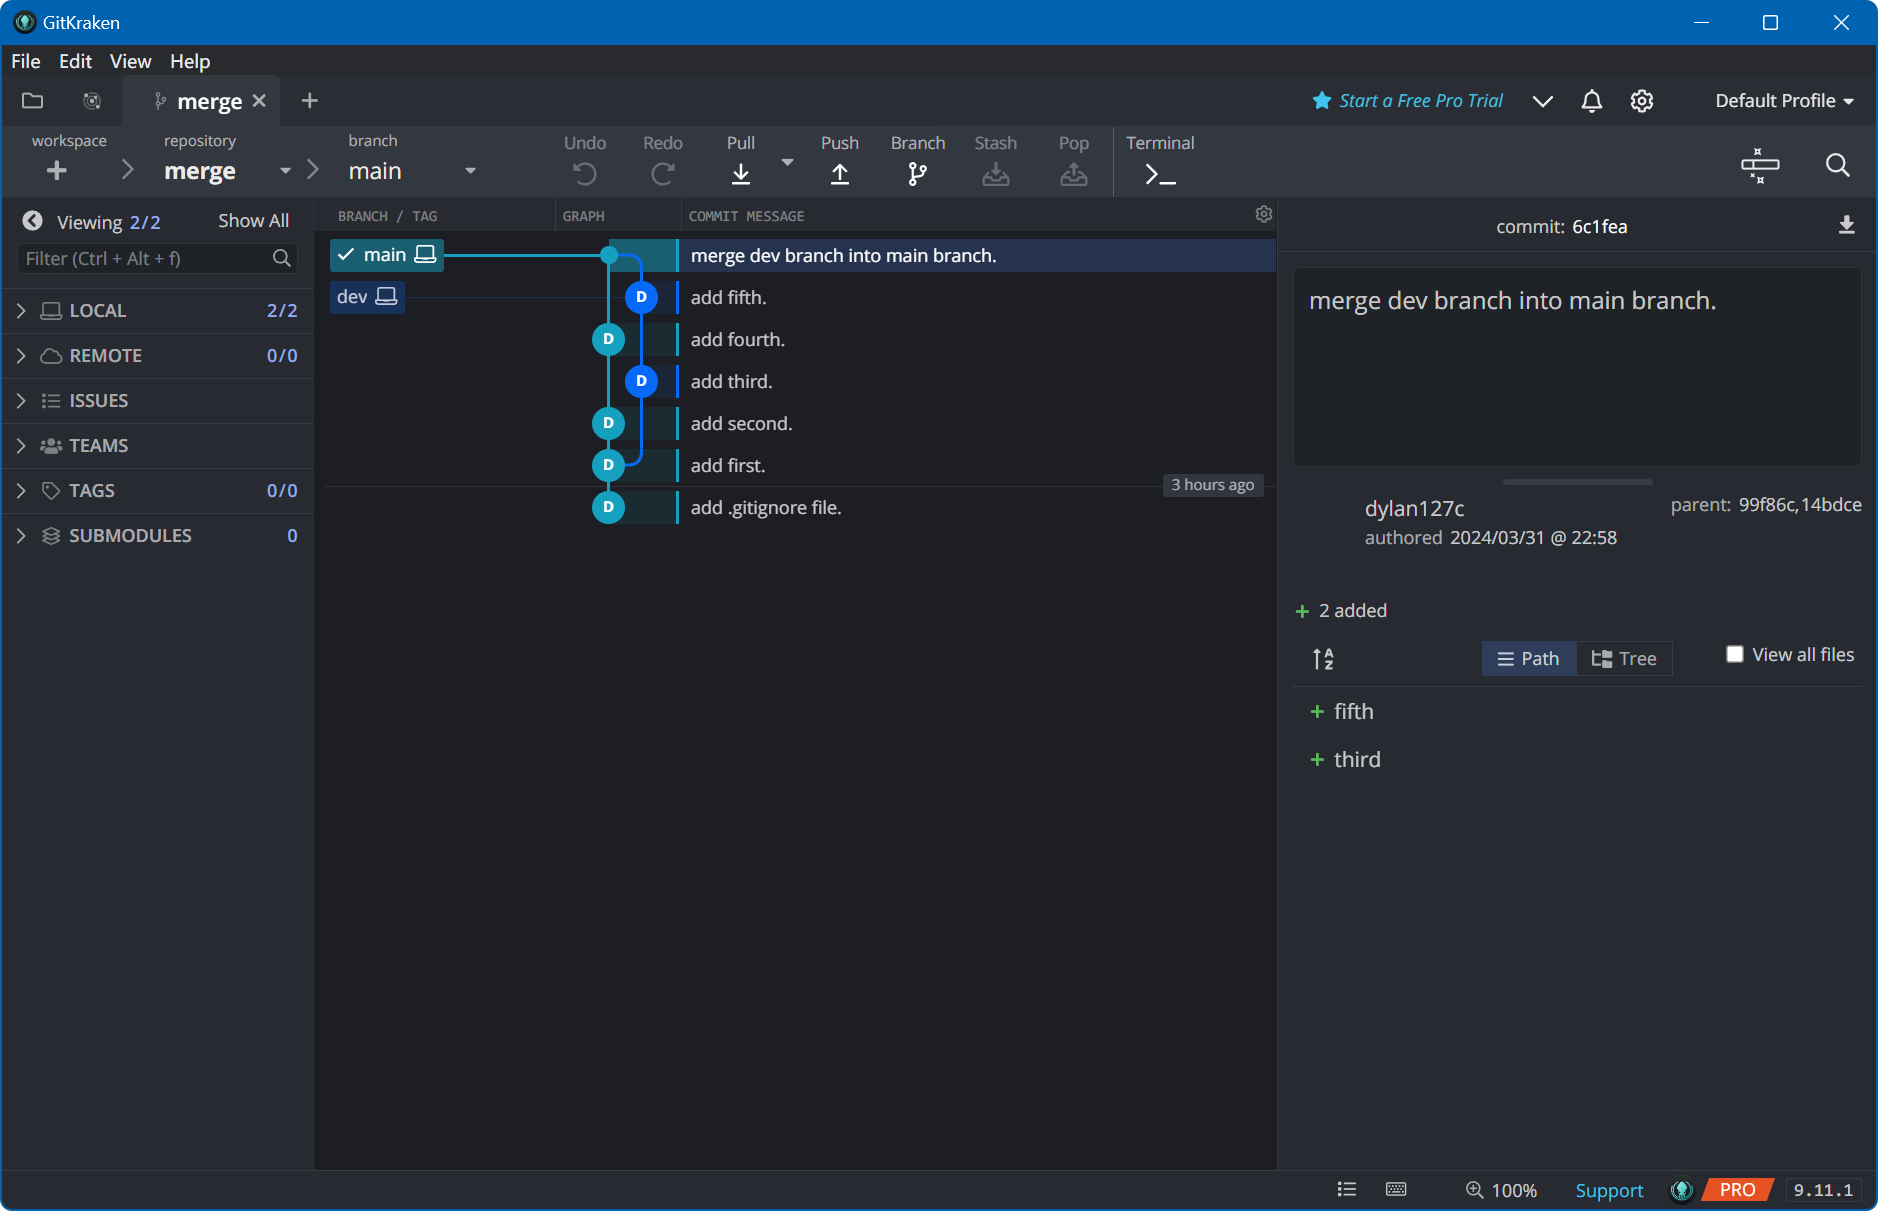 GitKraken
File Edit View Help
merge
Start a Free Pro Trial
Default Profile
workspace
repository
merge
branch
main
Undo
Redo
Pull
Push
Branch
Stash
Pop
Terminal
Viewing 2/2 Show All
Filter (Ctrl + Alt + f)
LOCAL 2/2
REMOTE 0/0
ISSUES
TEAMS
TAGS 0/0
SUBMODULES 0
BRANCH / TAG GRAPH COMMIT MESSAGE
main merge dev branch into main branch.
dev D add fifth.
D add fourth.
D add third.
D add second.
D add first.
3 hours ago
D add .gitignore file.
commit: 6c1fea
merge dev branch into main branch.
dylan127c
authored 2024/03/31 @ 22:58
parent: 99f86c,14bdce
2 added
A
Z
Path Tree View all files
fifth
third
100% Support PRO 9.11.1